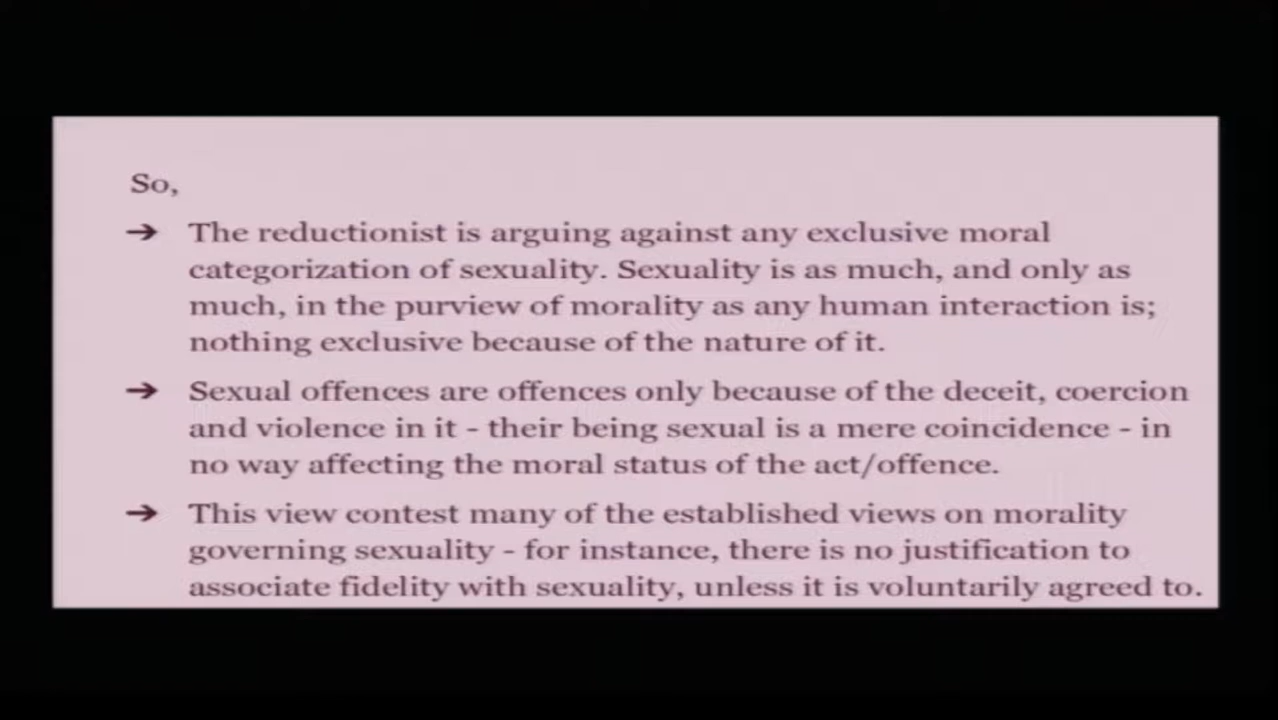 So,
➔ The reductionist is arguing against any exclusive moral
categorization of sexuality. Sexuality is as much, and only as
much, in the purview of morality as any human interaction is;
nothing exclusive because of the nature of it.
➔ Sexual offences are offences only because of the deceit, coercion
and violence in it - their being sexual is a mere coincidence - in
no way affecting the moral status of the act/offence.
➔ This view contest many of the established views on morality
governing sexuality - for instance, there is no justification to
associate fidelity with sexuality, unless it is voluntarily agreed to.